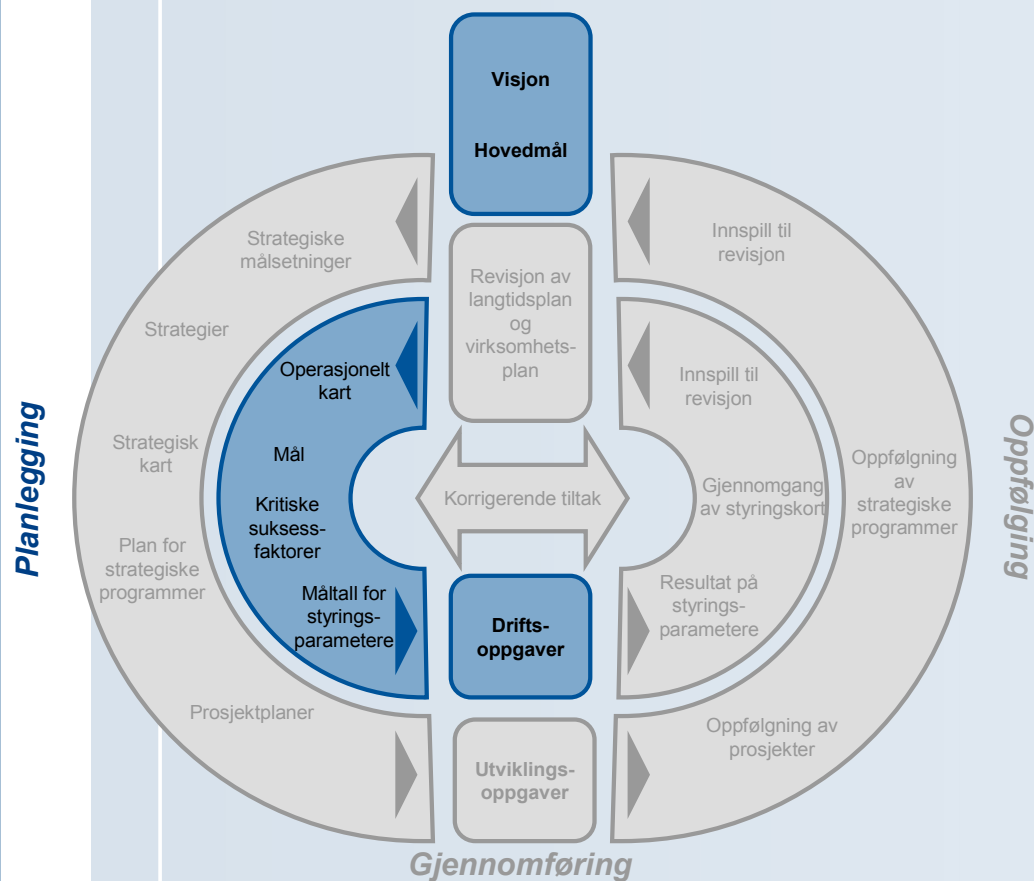 Visjon
Hovedmål
Planlegging
Strategiske
målsetninger
Strategier
Strategisk
kart
Plan for
strategiske
programmer
Prosjektplaner
Operasjonelt
kart
Mål
Kritiske
suksess-
faktorer
Måltall for
styrings-
parametere
Revisjon av
langtidsplan
og
virksomhets-
plan
Korrigerende tiltak
Drifts-
oppgaver
Utviklings-
oppgaver
Innspill til
revisjon
Gjennomgang
av styringskort
Resultat på
styrings-
parametere
Innspill til
revisjon
Oppfølgning
av
strategiske
programmer
Oppfølgning av
prosjekter
Oppfølging
Gjennomføring